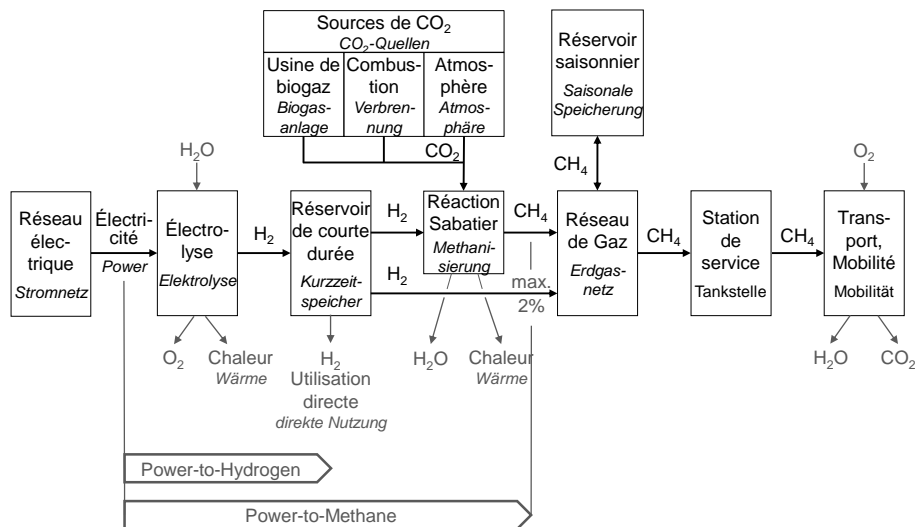 Sources de CO₂
CO₂-Quellen
Usine de
biogaz
Biogas-
anlage
Combus-
tion
Verbren-
nung
Atmos-
phère
Atmos-
phäre
Réservoir
saisonnier
Saisonale
Speicherung
CO₂
CH₄
H₂O
O₂
Réseau
élec-
trique
Stromnetz
Électri-
cité
Power
Électro-
lyse
Elektrolyse
H₂
Réservoir
de courte
durée
Kurzzeit-
speicher
H₂
H₂
Réaction
Sabatier
Methani-
sierung
CH₄
max.
2%
Réseau
de Gaz
Erdgas-
netz
CH₄
Station
de
service
Tankstelle
CH₄
Trans-
port,
Mobilité
Mobilität
O₂
Chaleur
Wärme
H₂
Utilisation
directe
direkte Nutzung
H₂O
Chaleur
Wärme
H₂O
CO₂
Power-to-Hydrogen
Power-to-Methane